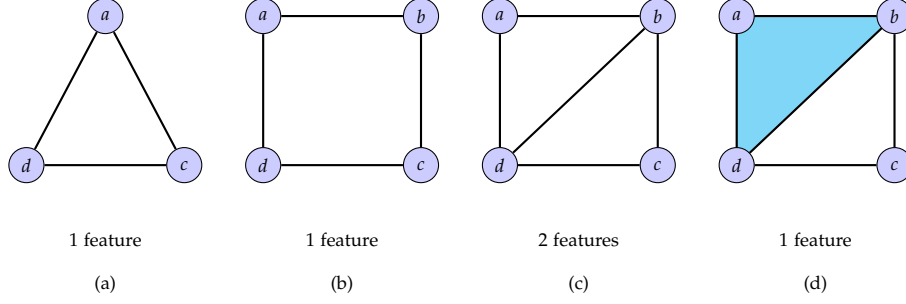 a a b a b a b
d c d c d c d c
1 feature 1 feature 2 features 1 feature
(a) (b) (c) (d)